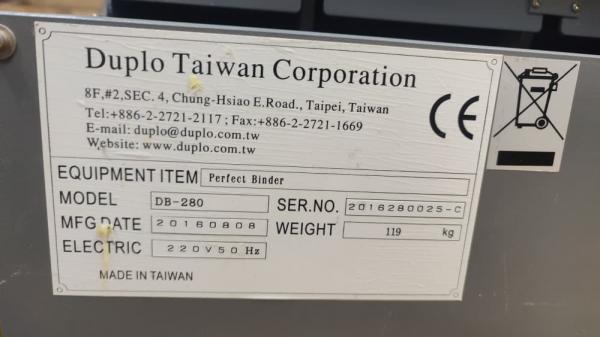 Duplo Taiwan Corporation
8F,#2,SEC. 4, Chung-Hsiao E.Road., Taipei, Taiwan
Tel:+886-2-2721-2117 ; Fax:+886-2-2721-1669
E-mail: duplo@duplo.com.tw
Website: www.duplo.com.tw
CE
EQUIPMENT ITEM Perfect Binder
MODEL DB-280 SER.NO. 2016280025-C
MFG DATE 20160808 WEIGHT 119 kg
ELECTRIC 220V50 Hz
MADE IN TAIWAN